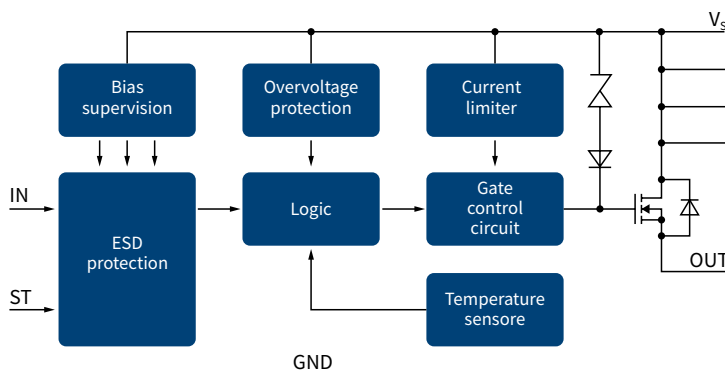 Vs
Bias
supervision
Overvoltage
protection
Current
limiter
IN
ESD
protection
Logic
Gate
control
circuit
OUT
ST
Temperature
sensore
GND